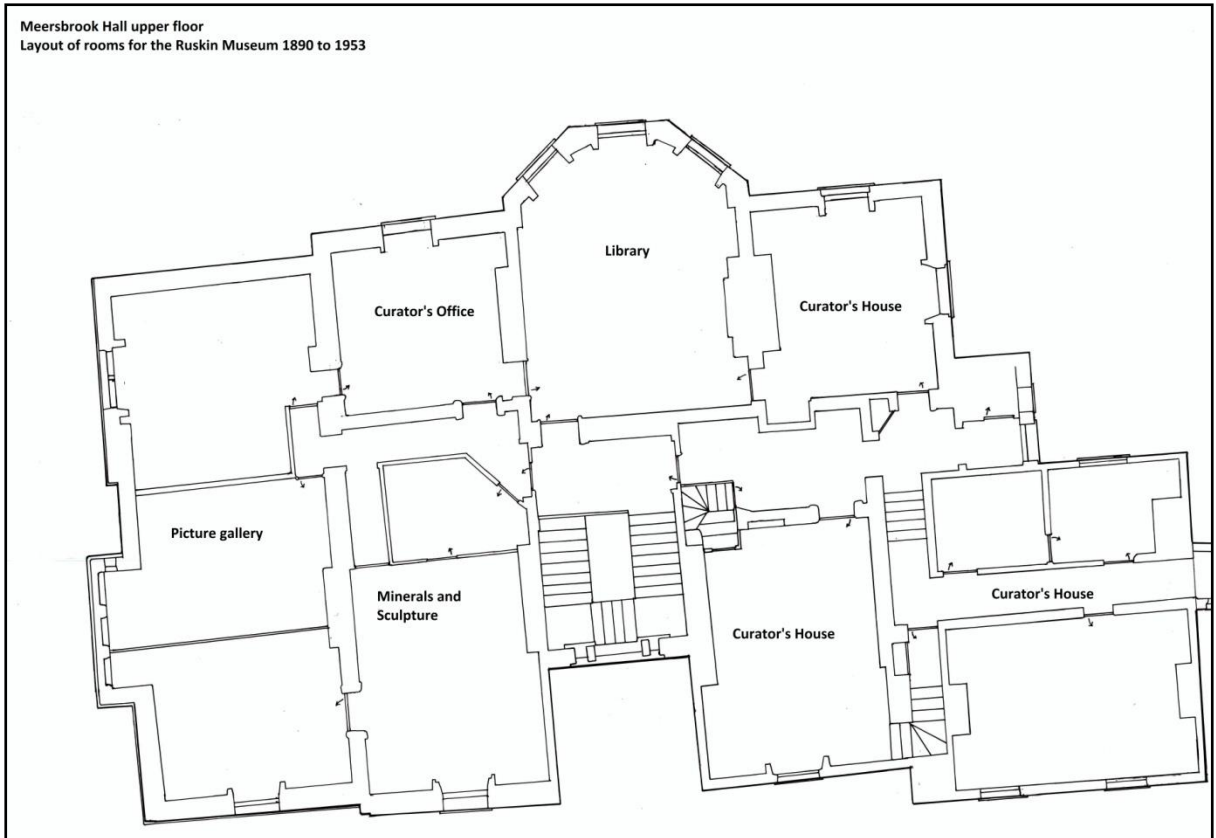 Meersbrook Hall upper floor
Layout of rooms for the Ruskin Museum 1890 to 1953
Library
Curator's Office
Curator's House
Picture gallery
Minerals and
Sculpture
Curator's House
Curator's House